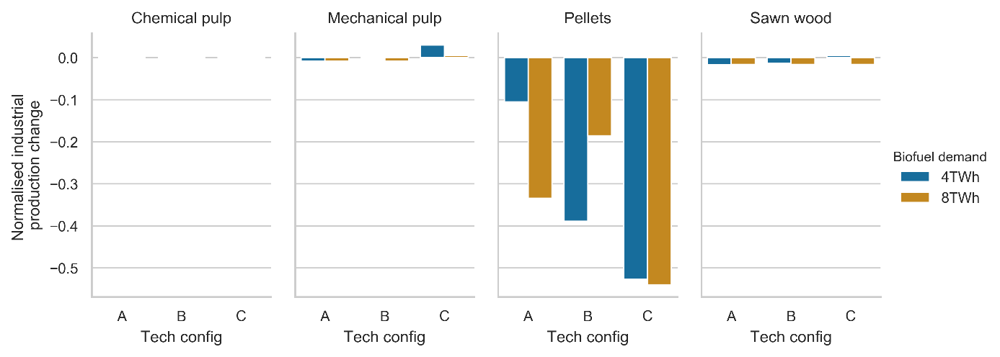 Chemical pulp
Mechanical pulp
Pellets
Sawn wood
Normalised industrial
production change
0.0
−0.1
−0.2
−0.3
−0.4
−0.5
A B C
Tech config
A B C
Tech config
A B C
Tech config
A B C
Tech config
Biofuel demand
4TWh
8TWh